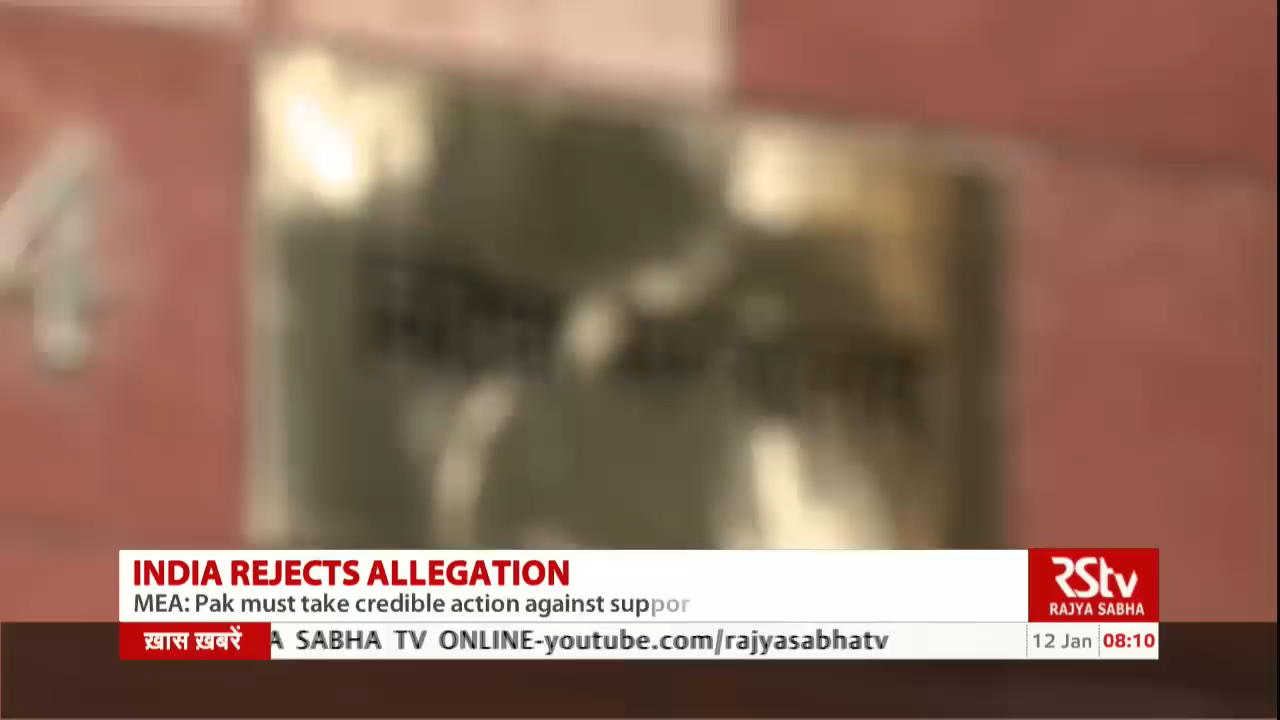 4
INDIA REJECTS ALLEGATION
MEA: Pak must take credible action against suppor
RSTV
RAJYA SABHA
ख़ास ख़बरें
A SABHA TV ONLINE-youtube.com/rajyasabhatv
12 Jan
08:10